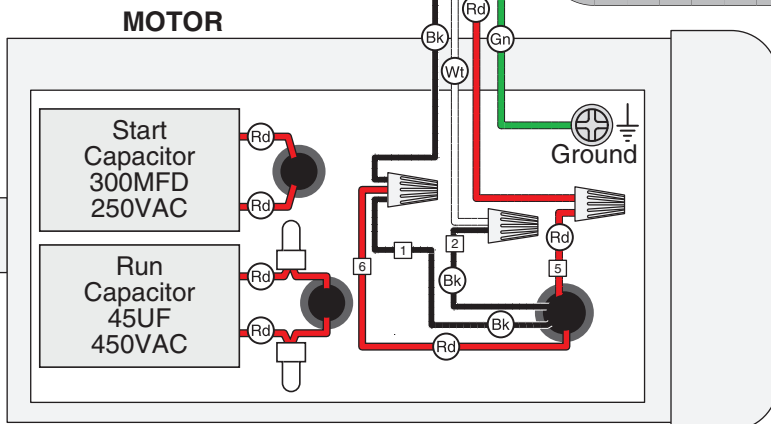 MOTOR
Rd
Bk
Gn
Wt
Start
Capacitor
300MFD
250VAC
Rd
Rd
Ground
Run
Capacitor
45UF
450VAC
Rd
Rd
1
2
6
5
Rd
Bk
Bk
Rd